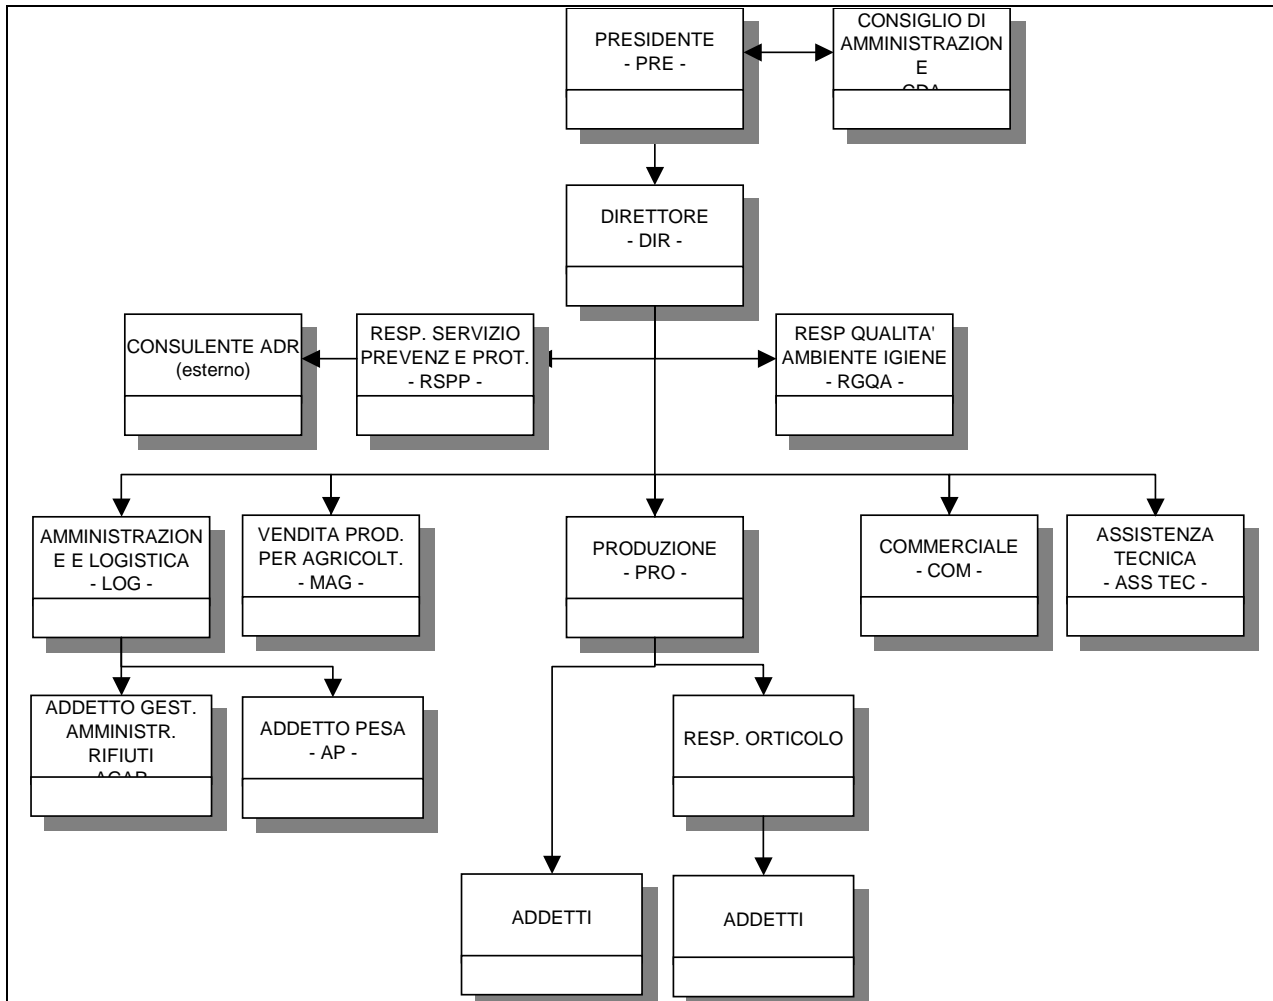 PRESIDENTE
- PRE -
CONSIGLIO DI
AMMINISTRAZION
E
DIRETTORE
- DIR -
CONSULENTE ADR
(esterno)
RESP. SERVIZIO
PREVENZ E PROT.
- RSPP -
RESP QUALITA'
AMBIENTE IGIENE
- RGQA -
AMMINISTRAZION
E E LOGISTICA
- LOG -
VENDITA PROD.
PER AGRICOLT.
- MAG -
PRODUZIONE
- PRO -
COMMERCIALE
- COM -
ASSISTENZA
TECNICA
- ASS TEC -
ADDETTO GEST.
AMMINISTR.
RIFIUTI
ADDETTO PESA
- AP -
RESP. ORTICOLO
ADDETTI
ADDETTI